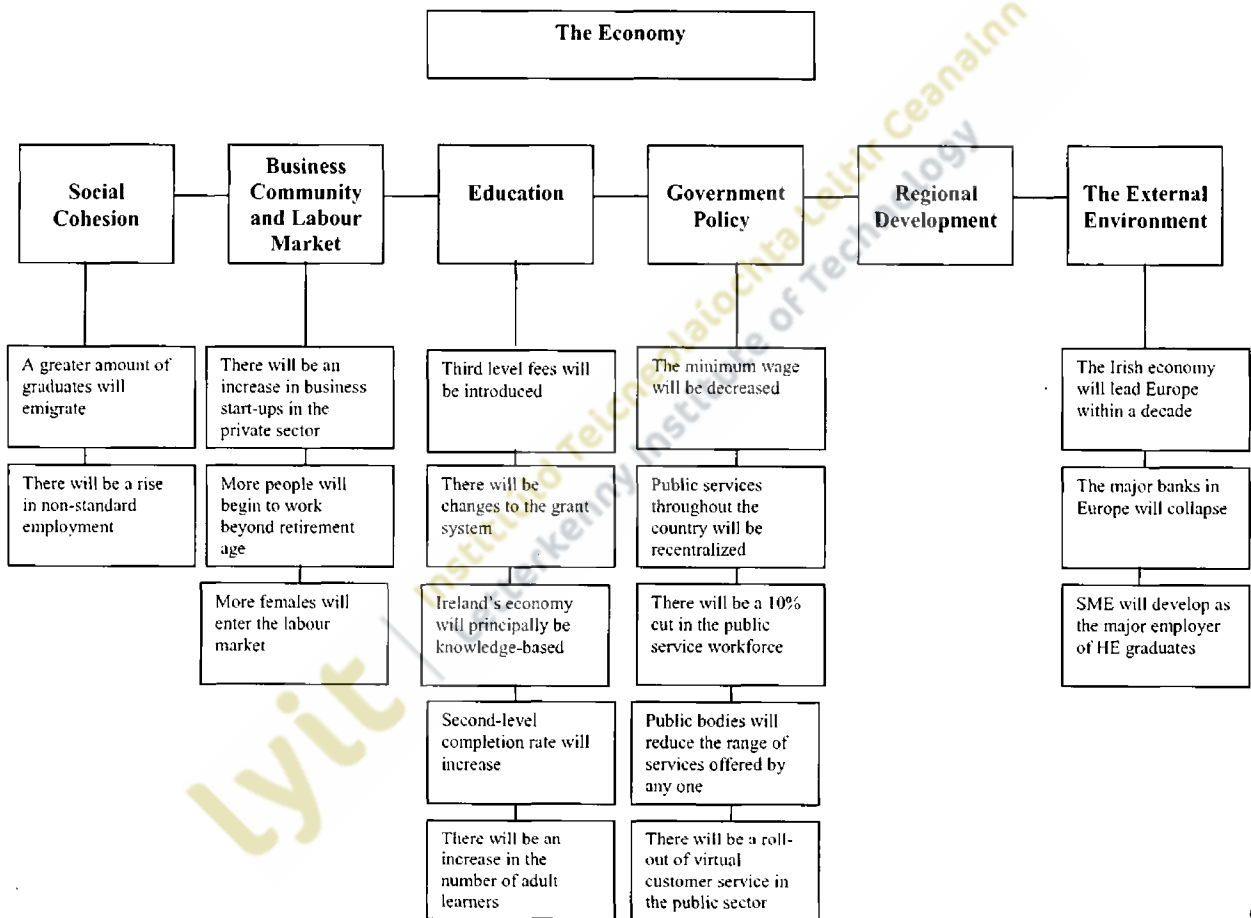 The Economy
Social
Cohesion
Business
Community
and Labour
Market
Education
Government
Policy
Regional
Development
The External
Environment
A greater amount of
graduates will
emigrate
There will be a rise
in non-standard
employment
There will be an
increase in business
start-ups in the
private sector
More people will
begin to work
beyond retirement
age
More females will
enter the labour
market
Third level fees will
be introduced
There will be
changes to the grant
system
Ireland's economy
will principally be
knowledge-based
Second-level
completion rate will
increase
There will be an
increase in the
number of adult
learners
The minimum wage
will be decreased
Public services
throughout the
country will be
recentralized
There will be a 10%
cut in the public
service workforce
Public bodies will
reduce the range of
services offered by
any one
There will be a roll-
out of virtual
customer service in
the public sector
The Irish economy
will lead Europe
within a decade
The major banks in
Europe will collapse
SME will develop as
the major employer
of HE graduates
lyit
Institiúid Teicneolaíochta Leitir Ceanainn
Letterkenny Institute of Technology